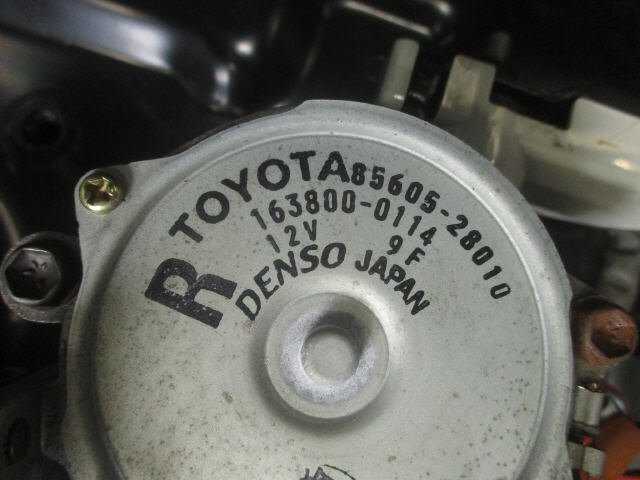 TOYOTA 85605-28010
163800-0114
12V 9F
R DENSO JAPAN